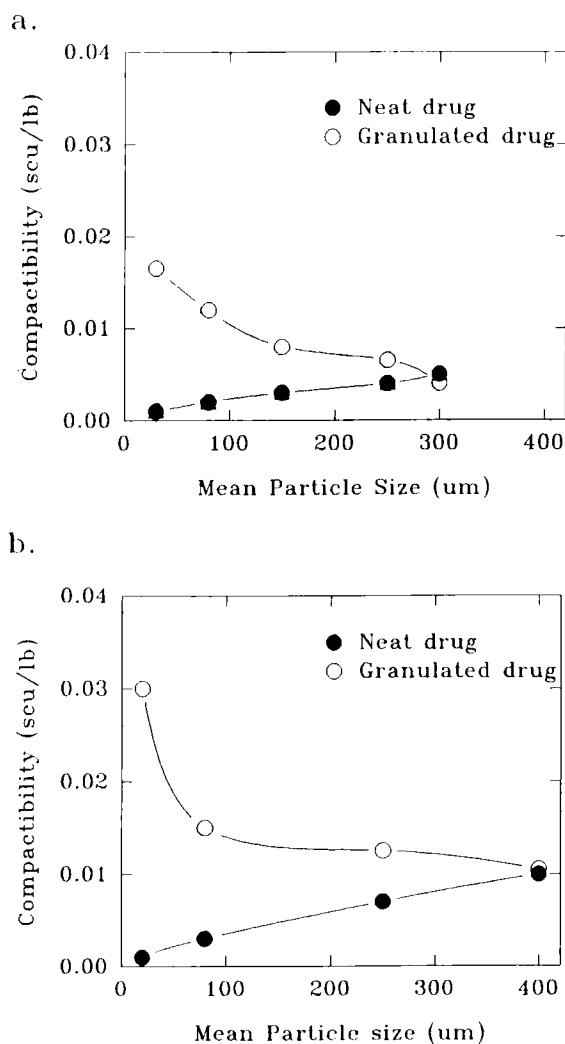 a.
0.04
0.03
0.02
0.01
0.00
Compactibility (scu/lb)
Neat drug
Granulated drug
0 100 200 300 400
Mean Particle Size (um)
b.
0.04
0.03
0.02
0.01
0.00
Compactibility (scu/lb)
Neat drug
Granulated drug
0 100 200 300 400
Mean Particle size (um)